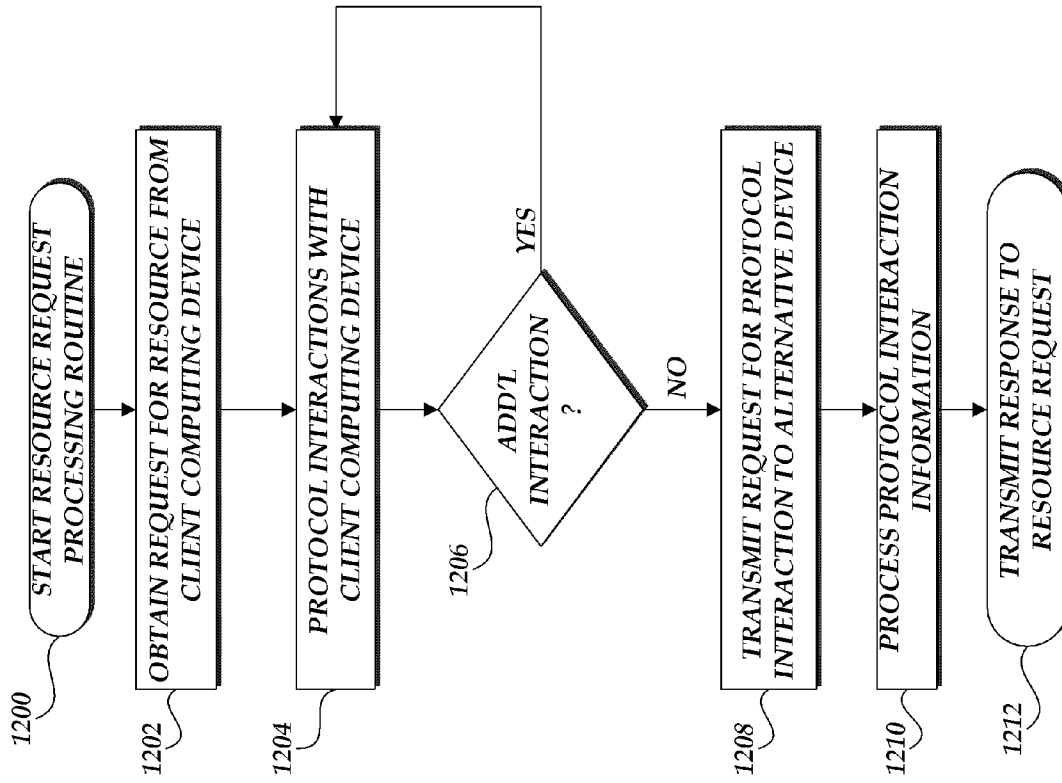 1200
START RESOURCE REQUEST
PROCESSING ROUTINE
1202
OBTAIN REQUEST FOR RESOURCE FROM
CLIENT COMPUTING DEVICE
1204
PROTOCOL INTERACTIONS WITH
CLIENT COMPUTING DEVICE
1206
ADD'L
INTERACTION
?
YES
NO
1208
TRANSMIT REQUEST FOR PROTOCOL
INTERACTION TO ALTERNATIVE DEVICE
1210
PROCESS PROTOCOL INTERACTION
INFORMATION
1212
TRANSMIT RESPONSE TO
RESOURCE REQUEST